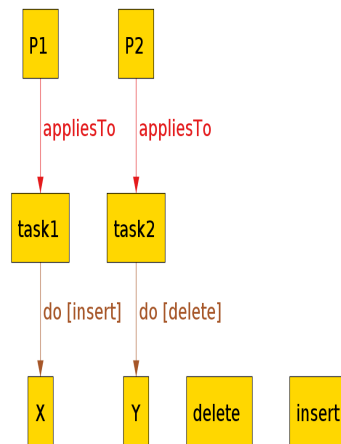 P1 P2
appliesTo appliesTo
task1 task2
do [insert] do [delete]
X Y delete insert